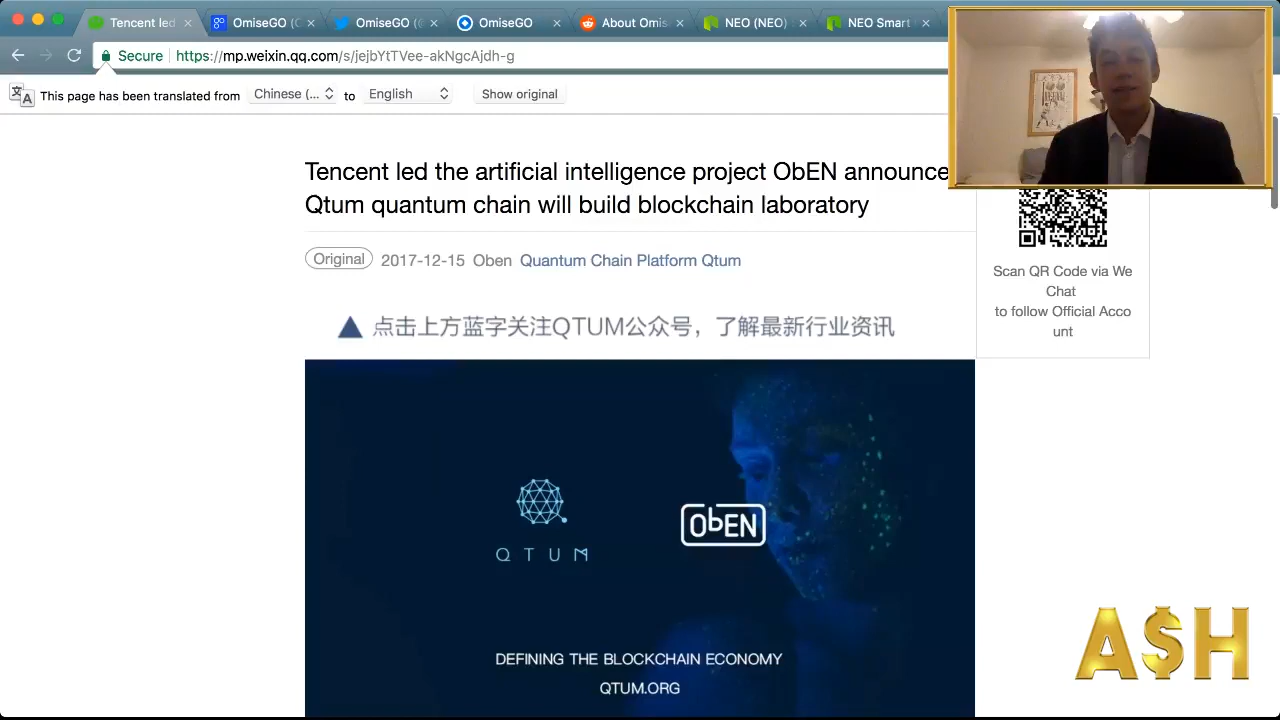 Tencent led
OmiseGO (
OmiseGO (
OmiseGO
About Omis
NEO (NEO)
NEO Smart
Secure
https://mp.weixin.qq.com/s/jejbYtTVee-akNgcAjdh-g
This page has been translated from
Chinese (...
to
English
Show original
Tencent led the artificial intelligence project ObEN announce
Qtum quantum chain will build blockchain laboratory
Original 2017-12-15 Oben Quantum Chain Platform Qtum
Scan QR Code via We
Chat
to follow Official Acco
unt
点击上方蓝字关注QTUM公众号，了解最新行业资讯
QTUM
ObEN
DEFINING THE BLOCKCHAIN ECONOMY
QTUM.ORG
A$H